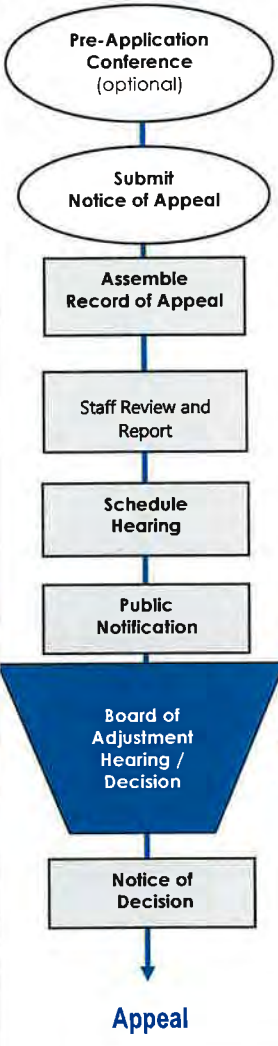 Pre-Application
Conference
(optional)
Submit
Notice of Appeal
Assemble
Record of Appeal
Staff Review and
Report
Schedule
Hearing
Public
Notification
Board of
Adjustment
Hearing /
Decision
Notice of
Decision
Appeal